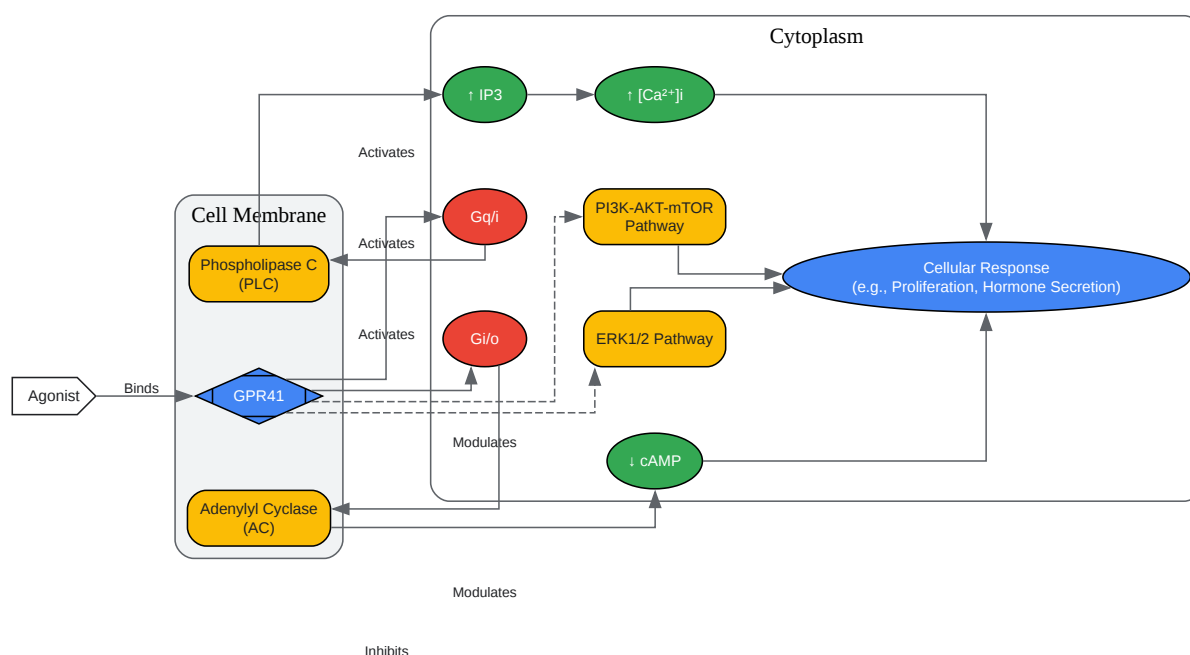 Cytoplasm
↑ IP3
↑ [Ca²⁺]i
Activates
Cell Membrane
Gq/i
PI3K-AKT-mTOR
Pathway
Activates
Phospholipase C
(PLC)
Cellular Response
(e.g., Proliferation, Hormone Secretion)
Activates
Gi/o
ERK1/2 Pathway
Agonist
Binds
GPR41
Modulates
↓ cAMP
Adenylyl Cyclase
(AC)
Modulates
Inhibits